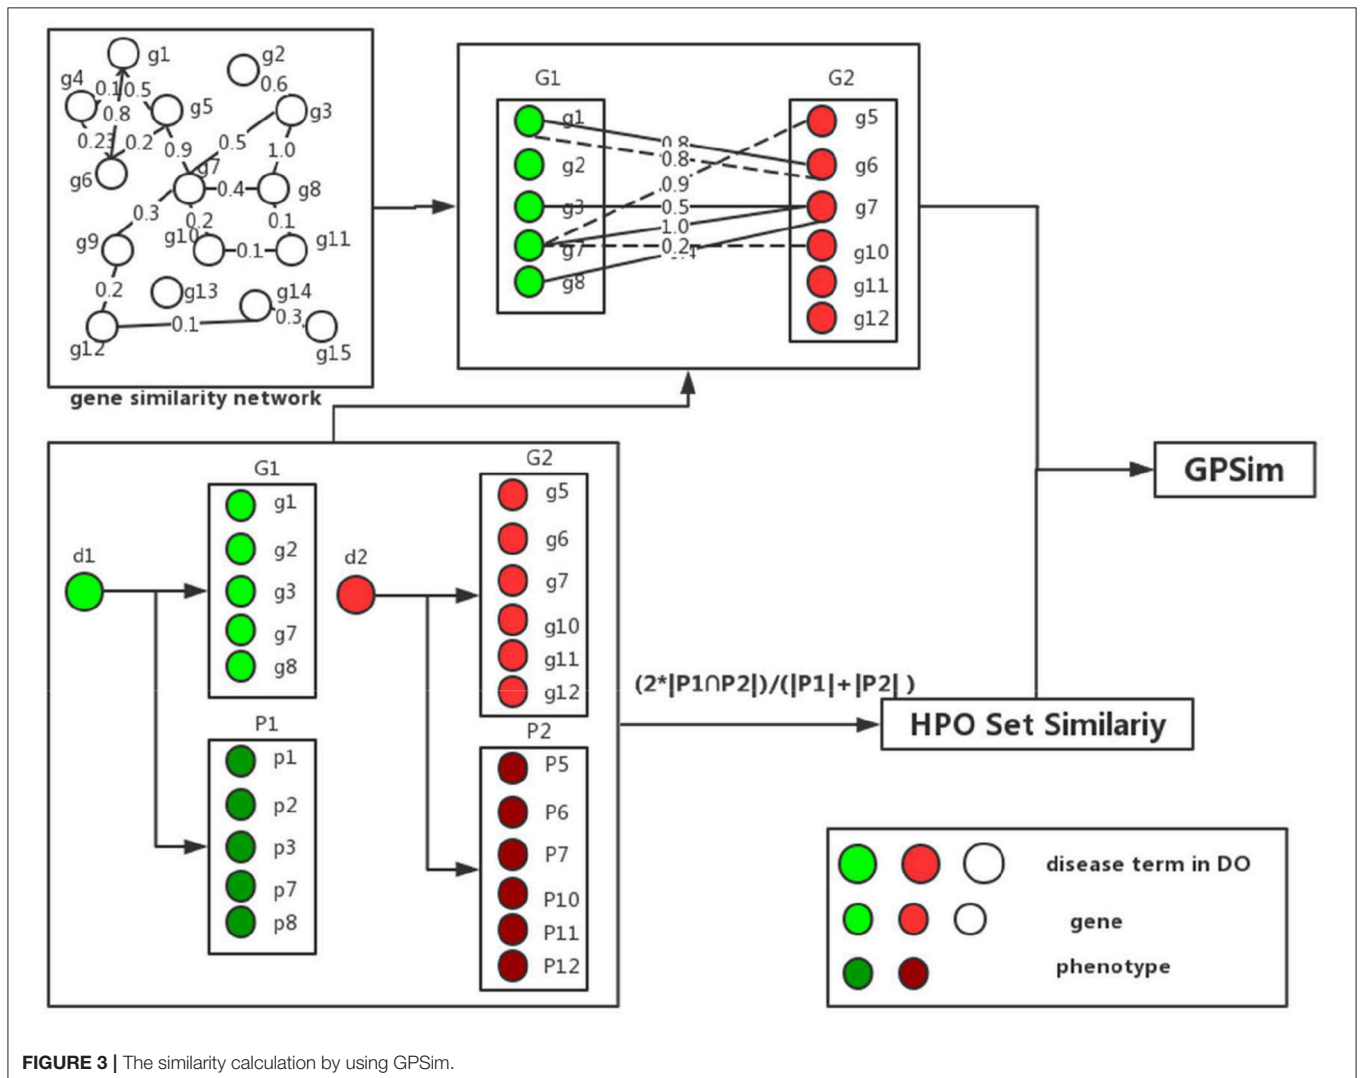 g1
g2
g4
0.1
0.5
0.6
0.8
g5
g3
0.23
0.2
0.9
0.5
1.0
g6
g7
0.4
g8
0.3
0.2
0.1
g9
g10
0.1
g11
0.2
g13
g14
0.1
0.3
g12
g15
gene similarity network
G1
G2
g1
g2
g3
g7
g8
0.8
0.8
0.9
0.5
1.0
0.2
g5
g6
g7
g10
g11
g12
d1
G1
g1
g2
g3
g7
g8
P1
p1
p2
p3
p7
p8
d2
G2
g5
g6
g7
g10
g11
g12
P2
P5
P6
P7
P10
P11
P12
(2*|P1∩P2|)/(|P1|+|P2| )
HPO Set Similariy
GPSim
disease term in DO
gene
phenotype
FIGURE 3 | The similarity calculation by using GPSim.